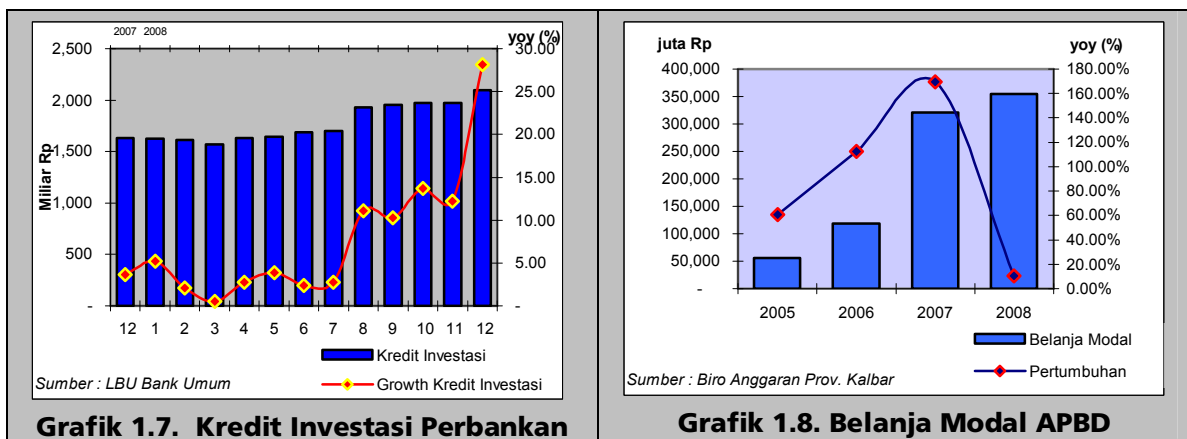 2007 2008
yoy (%)
2,500
2,000
1,500
1,000
500
-
Miliar Rp
30.00
25.00
20.00
15.00
10.00
5.00
-
12 1 2 3 4 5 6 7 8 9 10 11 12
Kredit Investasi
Growth Kredit Investasi
Sumber : LBU Bank Umum
Grafik 1.7. Kredit Investasi Perbankan
juta Rp
yoy (%)
400,000
350,000
300,000
250,000
200,000
150,000
100,000
50,000
-
180.00%
160.00%
140.00%
120.00%
100.00%
80.00%
60.00%
40.00%
20.00%
0.00%
2005 2006 2007 2008
Belanja Modal
Pertumbuhan
Sumber : Biro Anggaran Prov. Kalbar
Grafik 1.8. Belanja Modal APBD